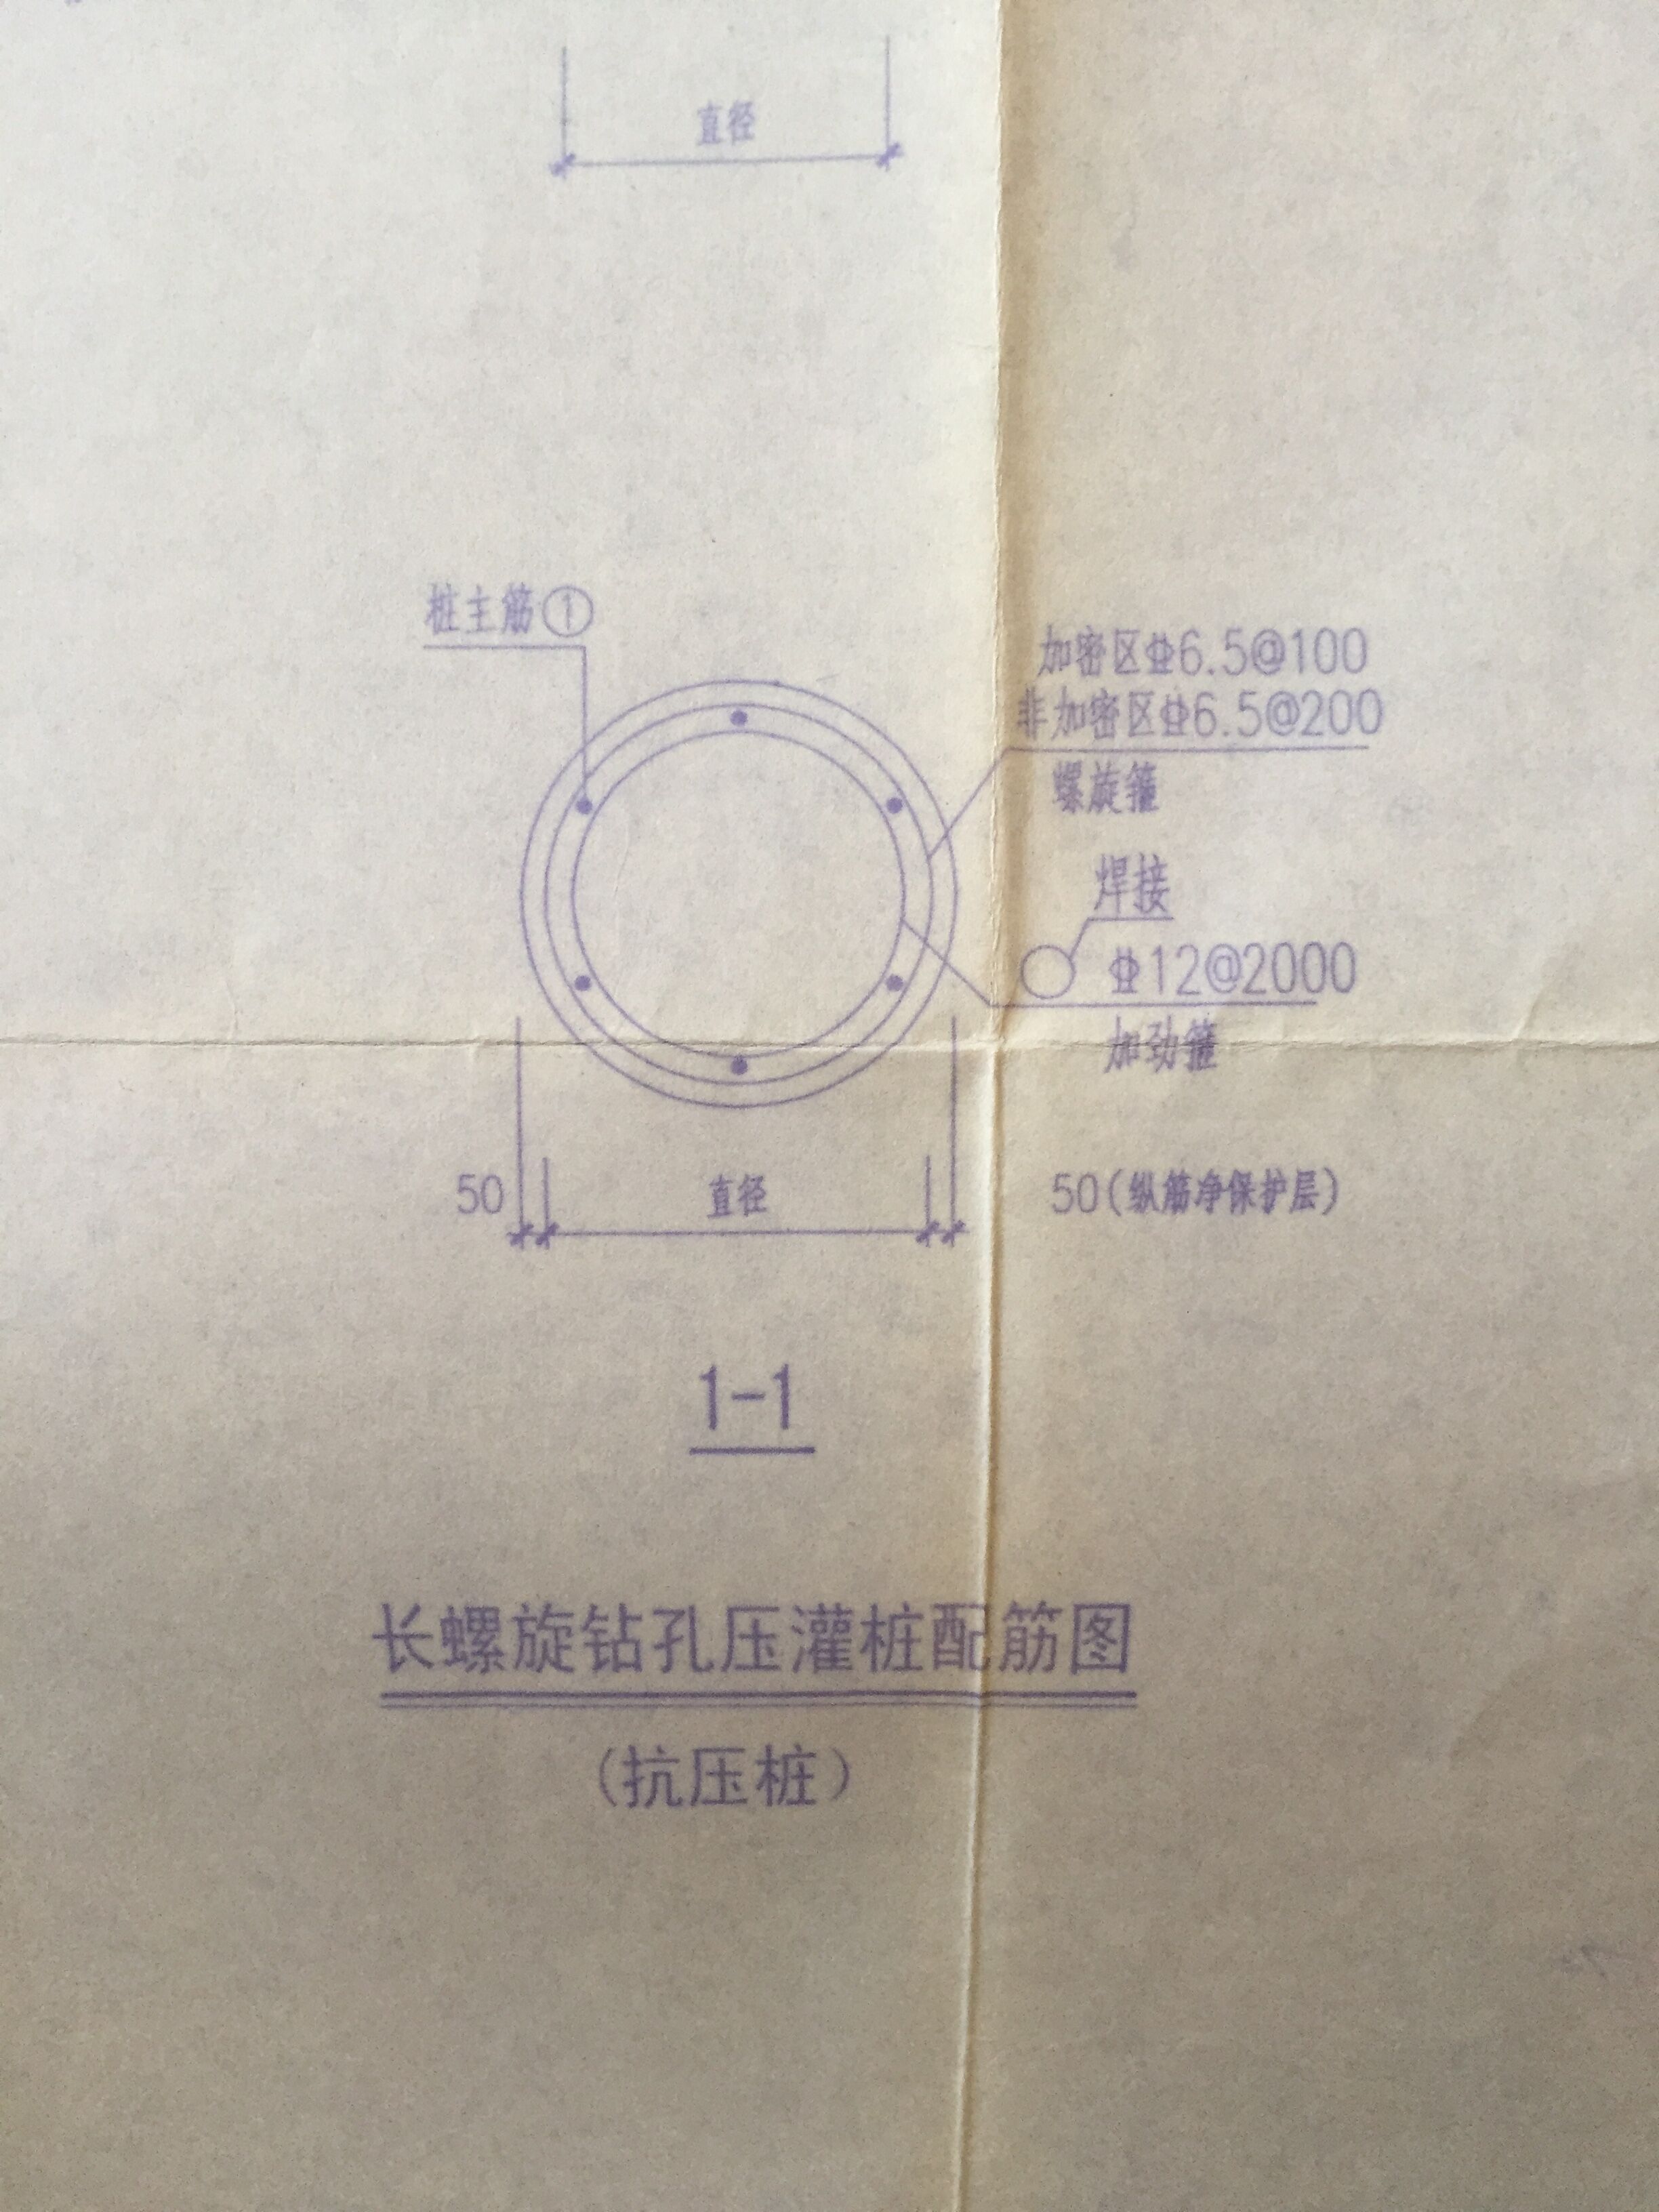 直径
桩主筋①
加密区⌽6.5@100
非加密区⌽6.5@200
螺旋箍
焊接
⌽12@2000
加劲箍
50
直径
50(纵筋净保护层)
1-1
长螺旋钻孔压灌桩配筋图
(抗压桩)